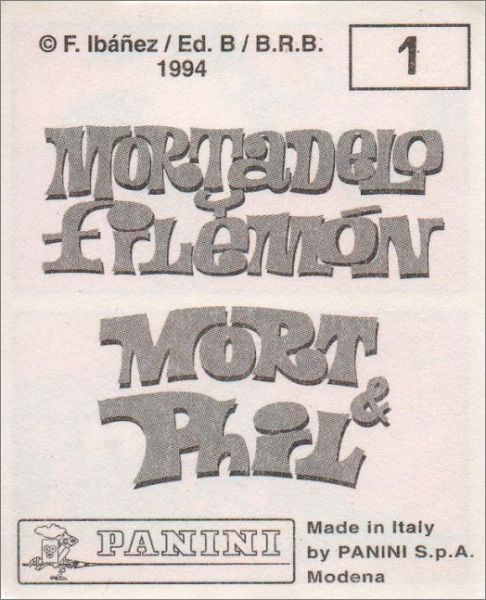 © F. Ibáñez / Ed. B / B.R.B.
1994
1
MORTADELO
y
FILEMÓN
MORT
&
PHIL
PANINI
Made in Italy
by PANINI S.p.A.
Modena